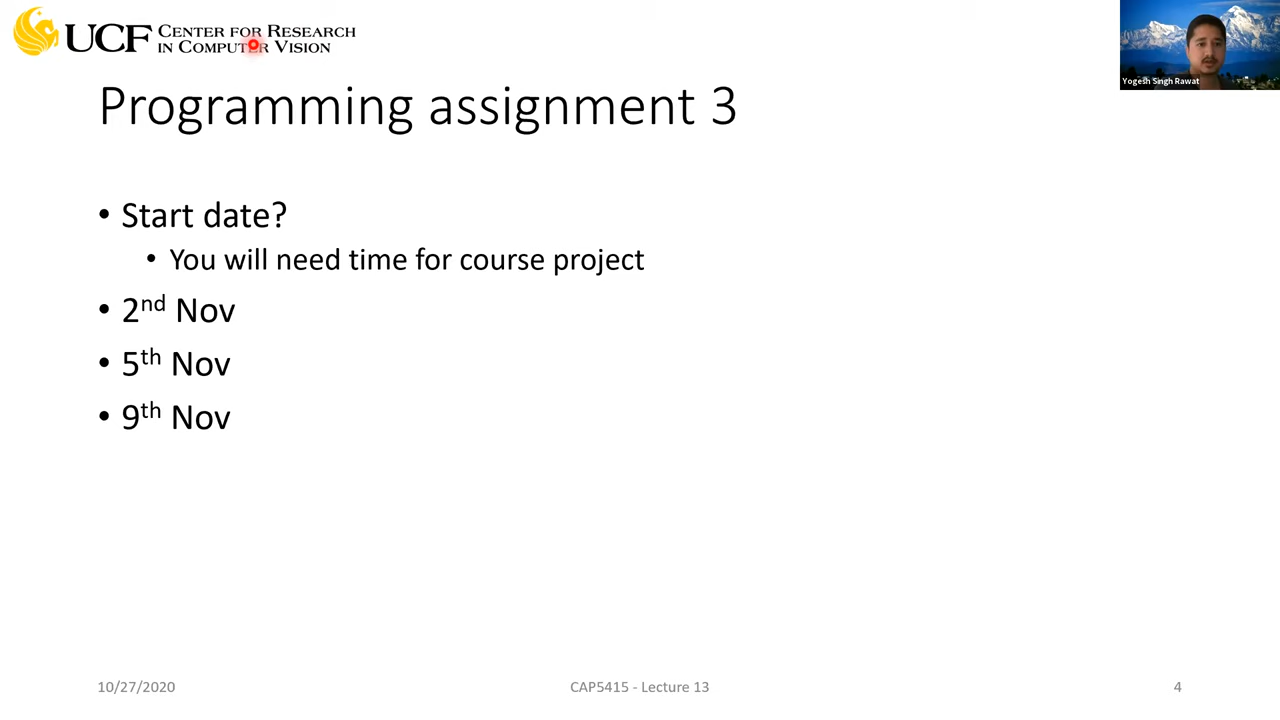 UCF CENTER FOR RESEARCH
IN COMPUTER VISION
Yogesh Singh Rawat
Programming assignment 3
• Start date?
• You will need time for course project
• 2nd Nov
• 5th Nov
• 9th Nov
10/27/2020
CAP5415 - Lecture 13
4